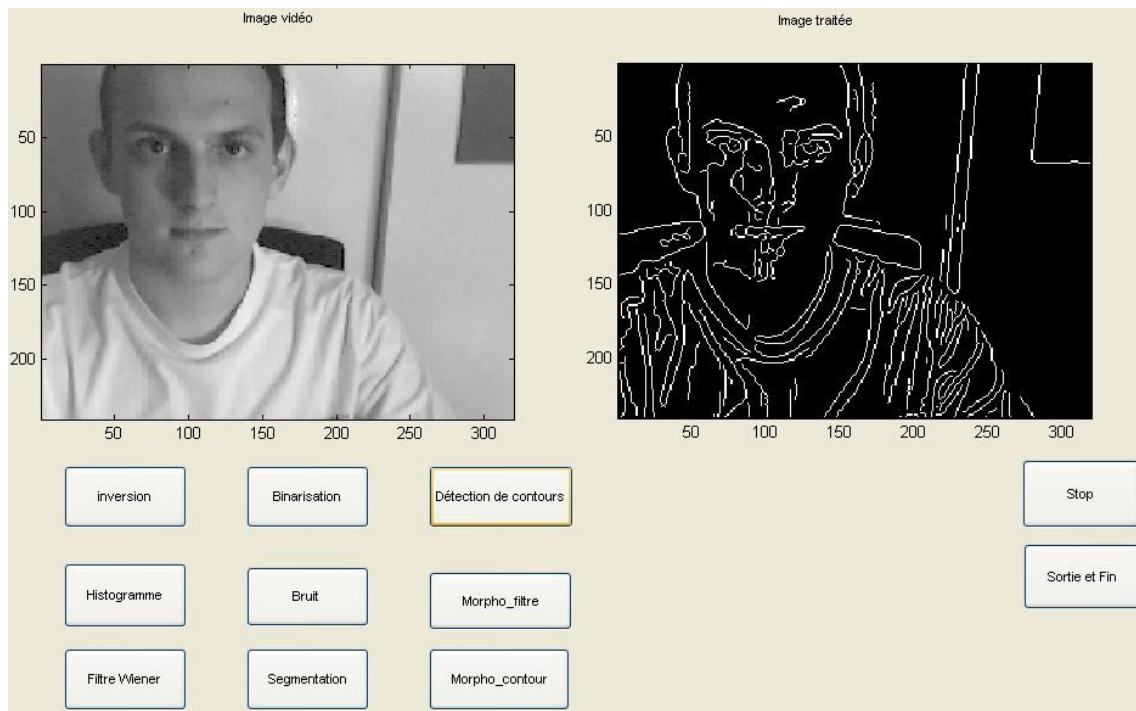 Image vidéo
Image traitée
50
100
150
200
50 100 150 200 250 300
50
100
150
200
50 100 150 200 250 300
inversion
Binarisation
Détection de contours
Stop
Histogramme
Bruit
Morpho_filtre
Sortie et Fin
Filtre Wiener
Segmentation
Morpho_contour